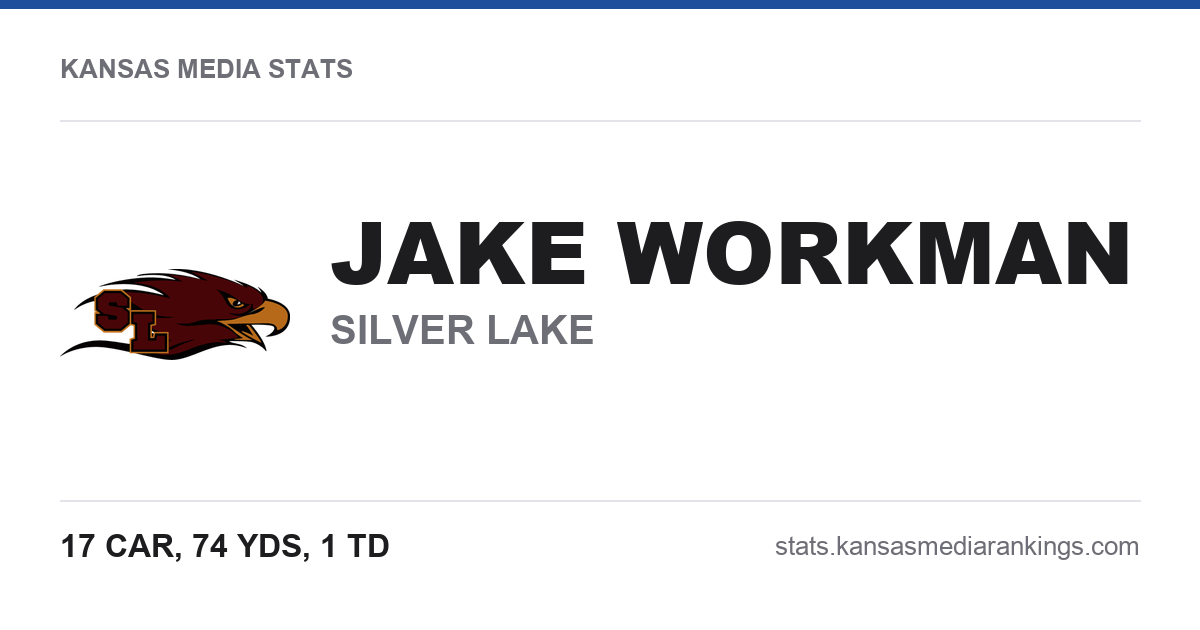 KANSAS MEDIA STATS
JAKE WORKMAN
SILVER LAKE
SL
17 CAR, 74 YDS, 1 TD
stats.kansasmediarankings.com